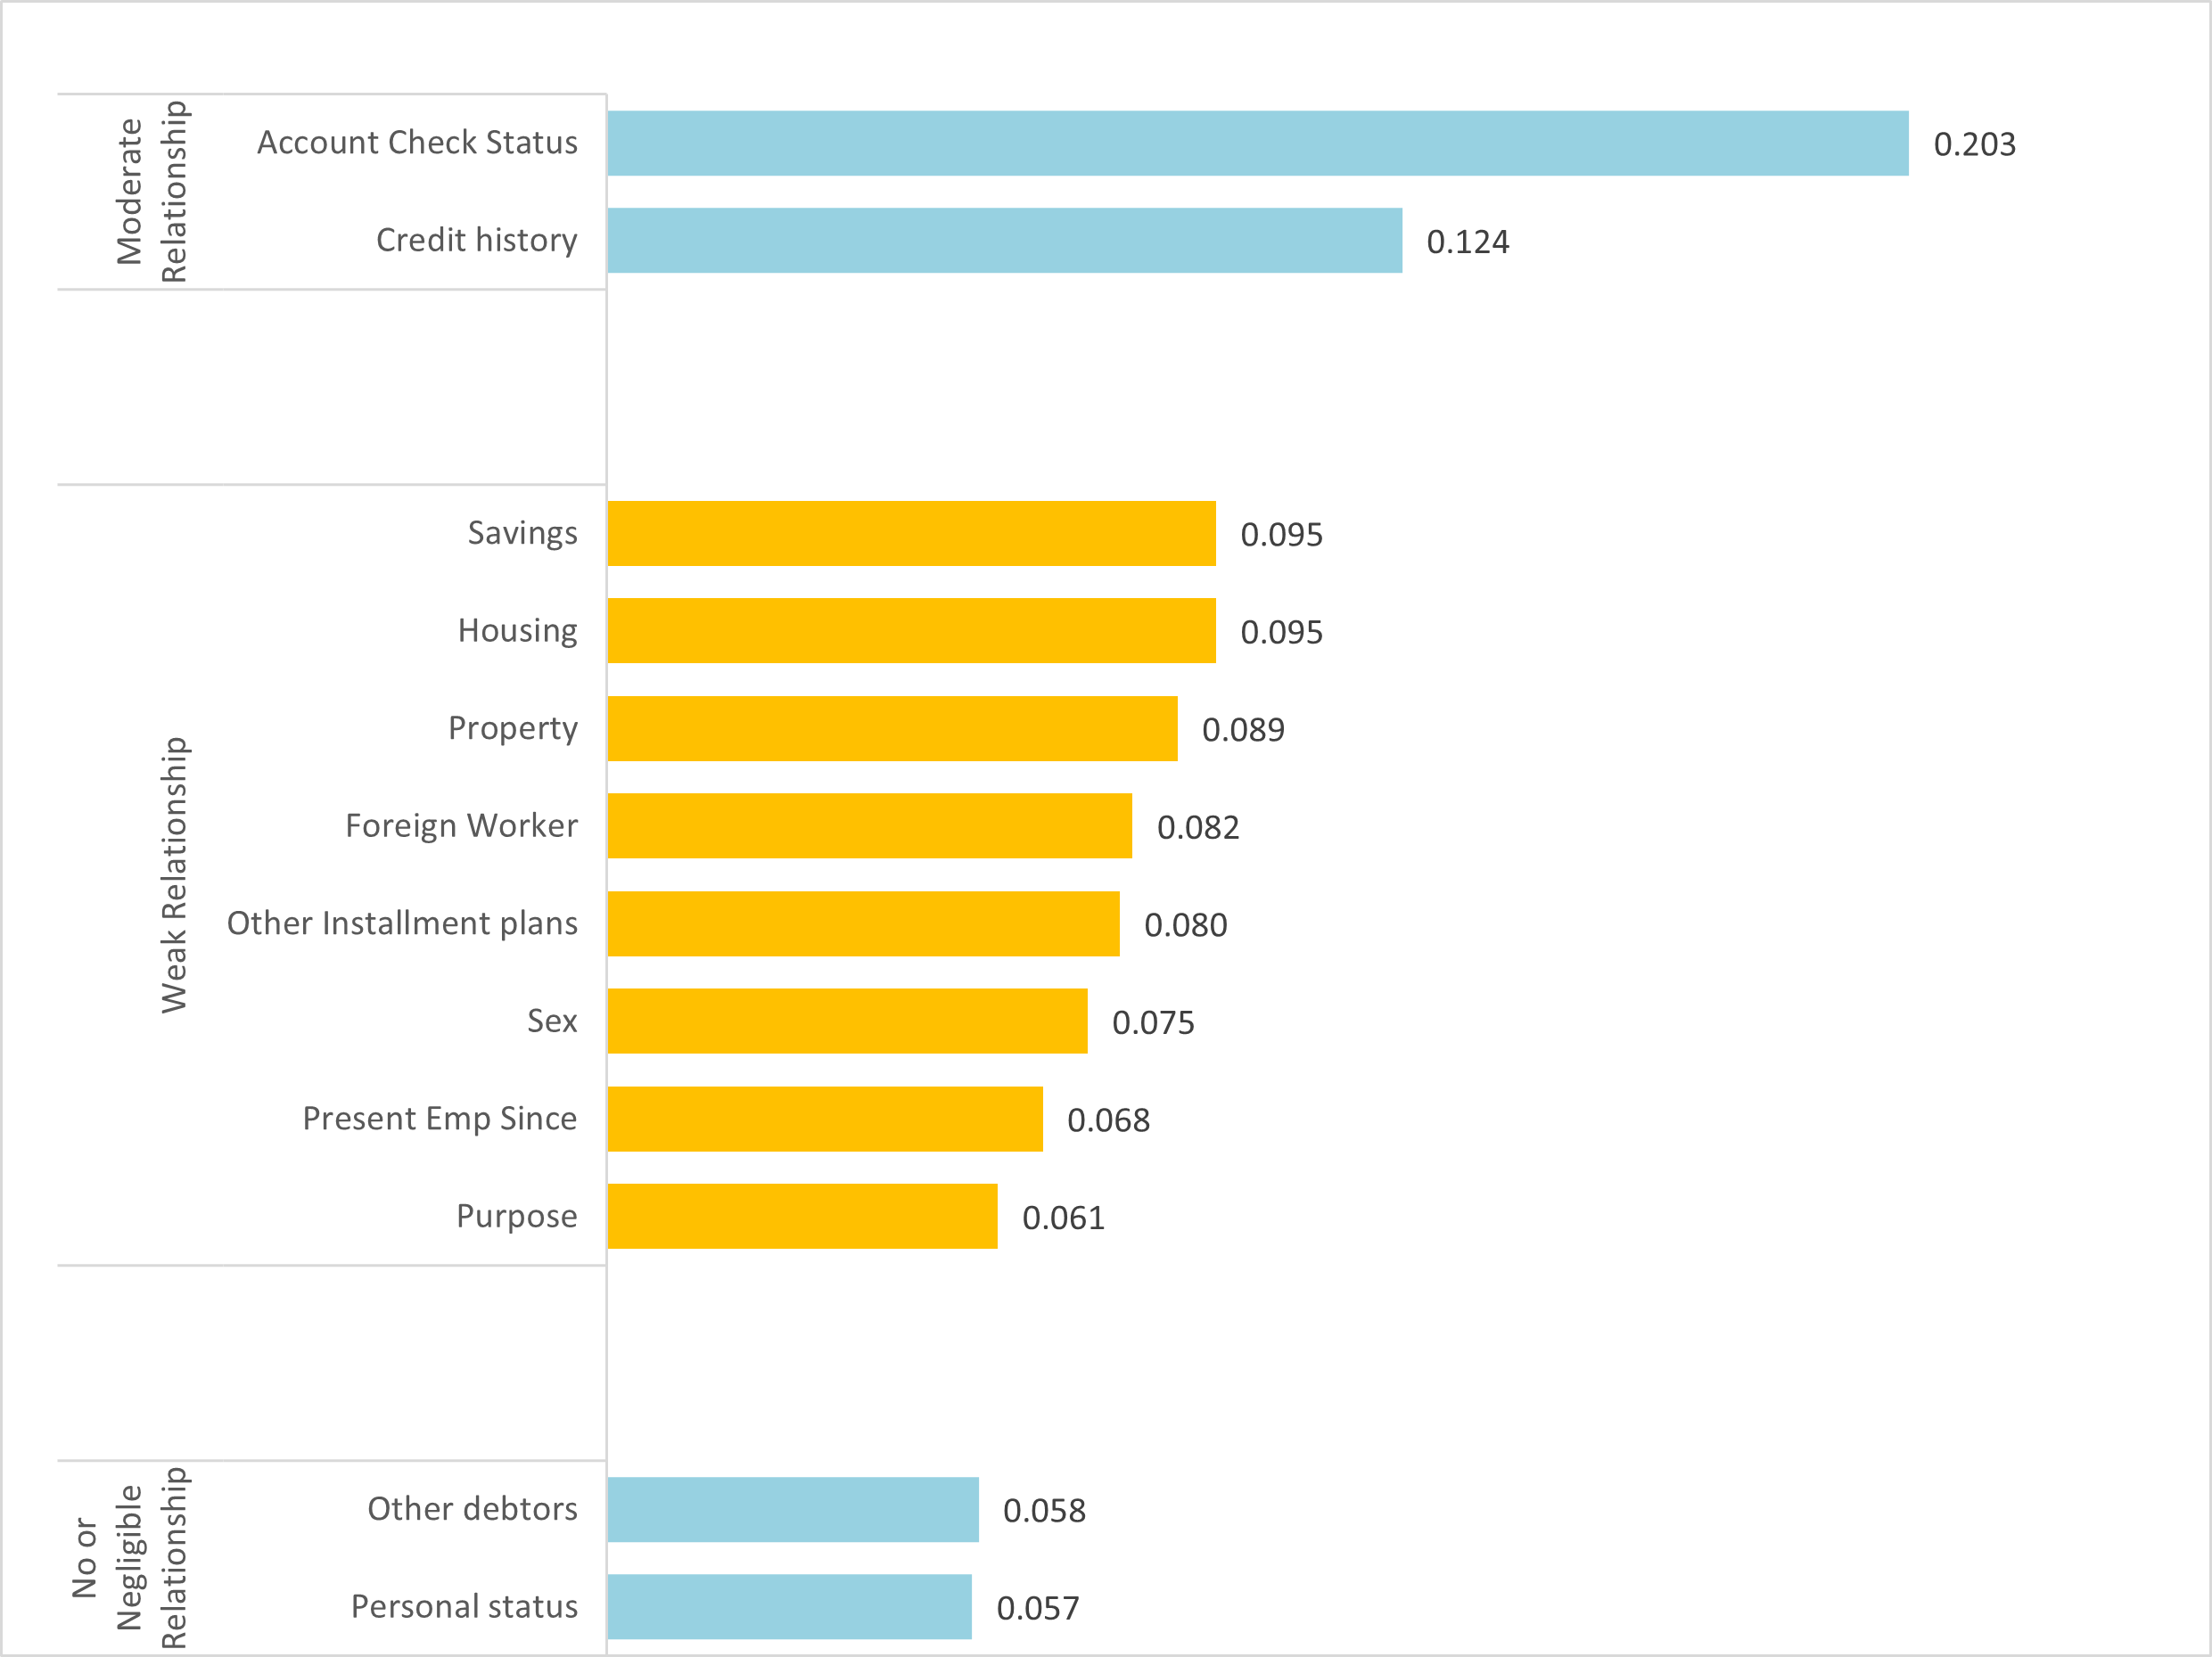 Moderate
Relationship
Account Check Status 0.203
Credit history 0.124
Weak Relationship
Savings 0.095
Housing 0.095
Property 0.089
Foreign Worker 0.082
Other Installment plans 0.080
Sex 0.075
Present Emp Since 0.068
Purpose 0.061
No or
Negligible
Relationship
Other debtors 0.058
Personal status 0.057